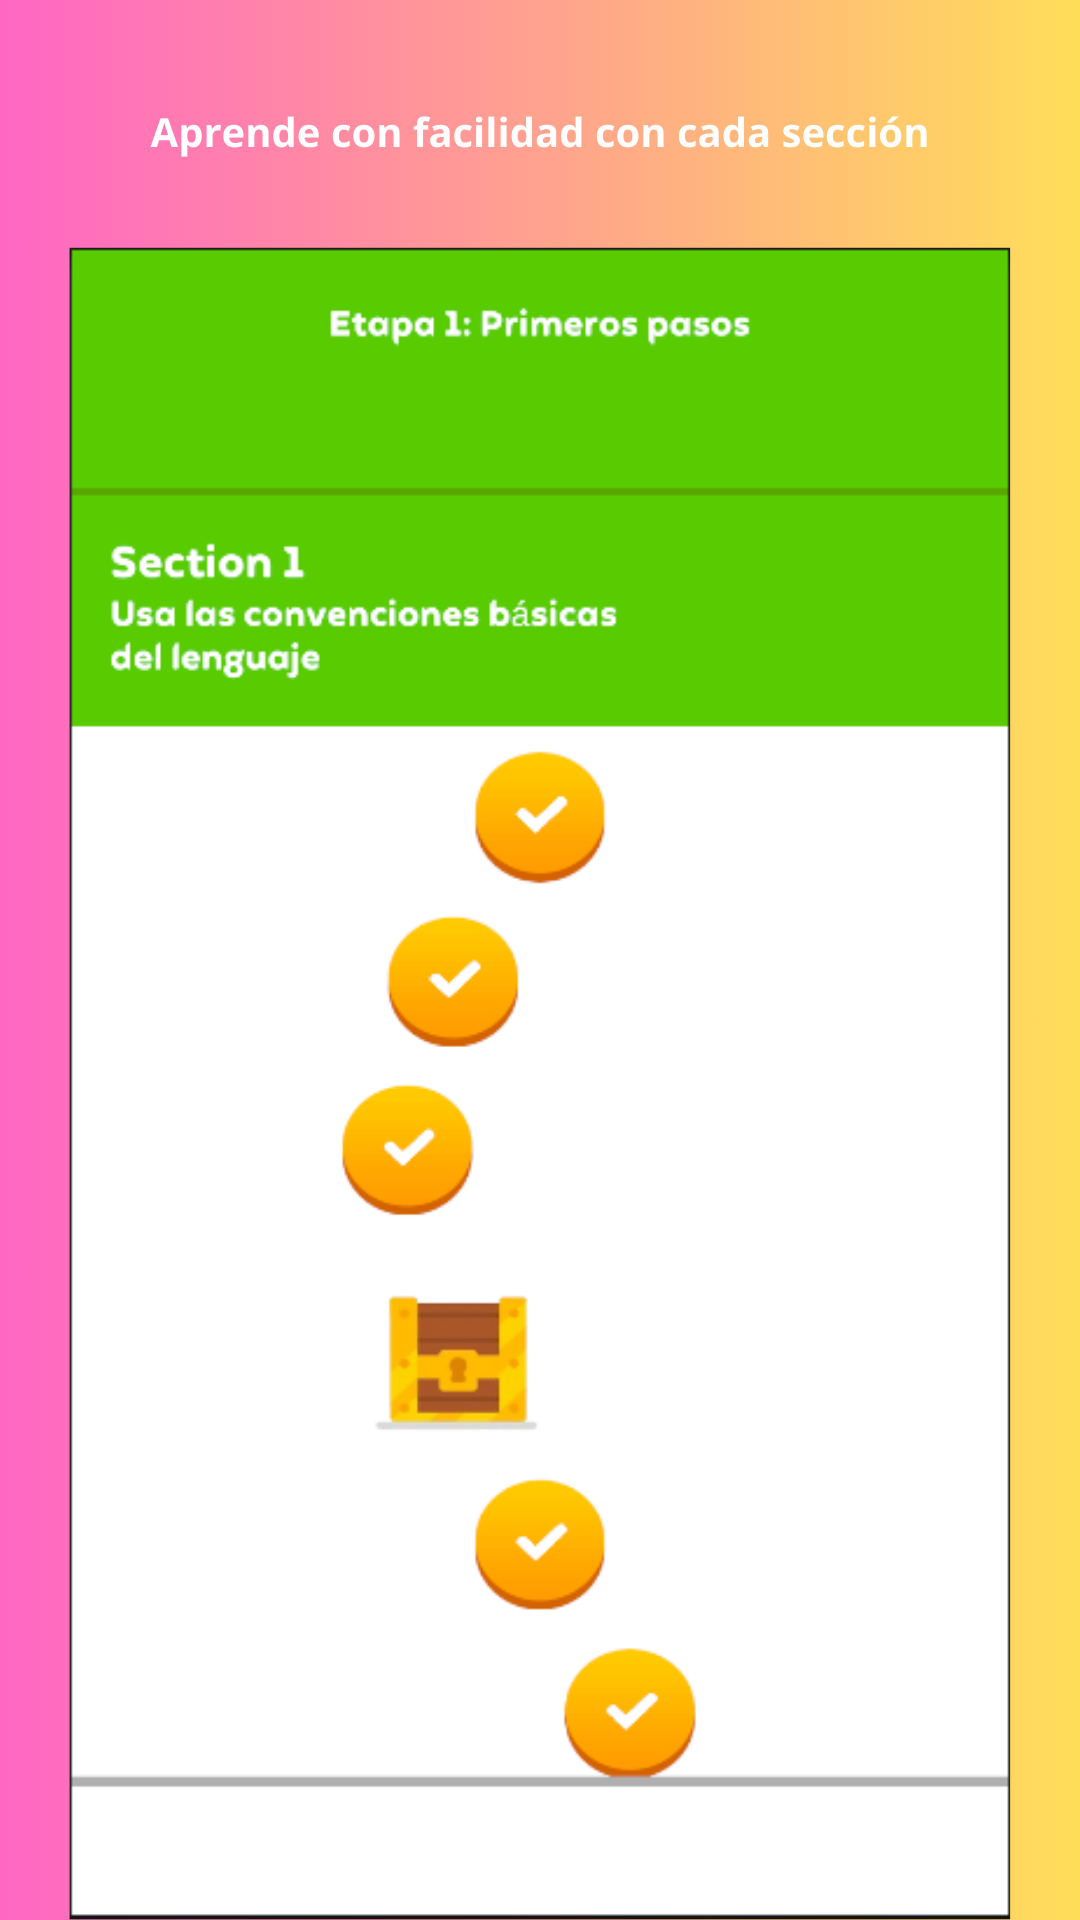 Aprende con facilidad con cada sección
Etapa 1: Primeros pasos
Section 1
Usa las convenciones básicas
del lenguaje